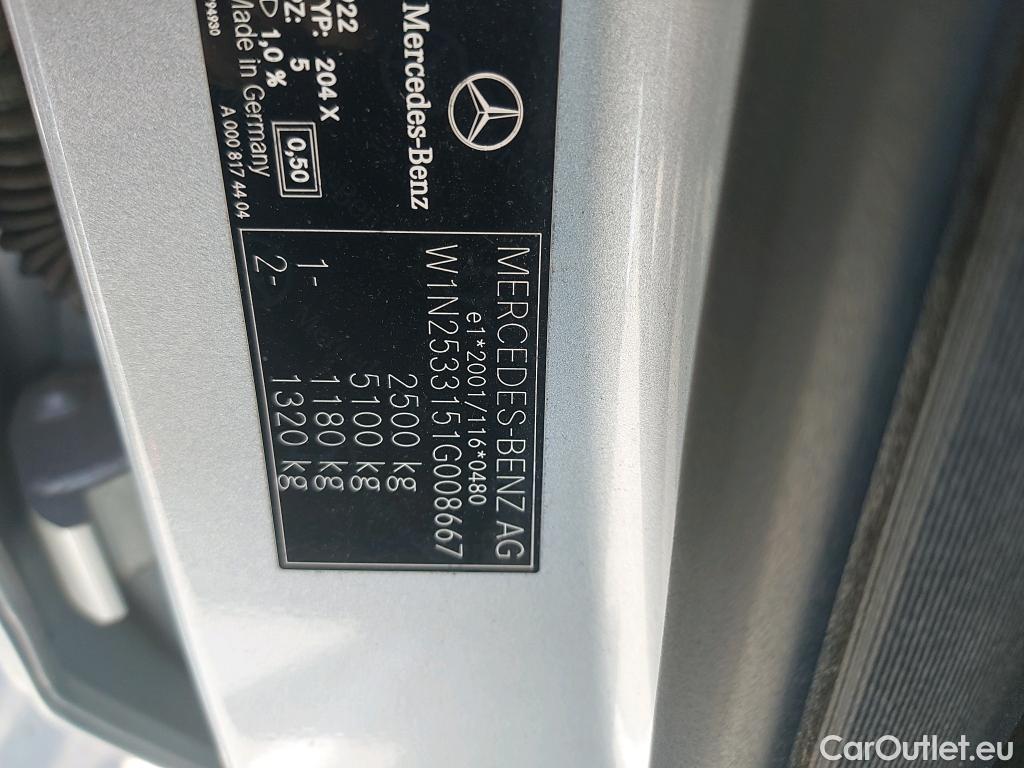 Mercedes-Benz
TYP: 204 X
OZ: 5
1,0 %
0,50
Made in Germany
A 000 817 44 04
MERCEDES-BENZ AG
e1*2001/116*0480
W1N2533151G008667
2500 kg
5100 kg
1- 1180 kg
2- 1320 kg
CarOutlet.eu